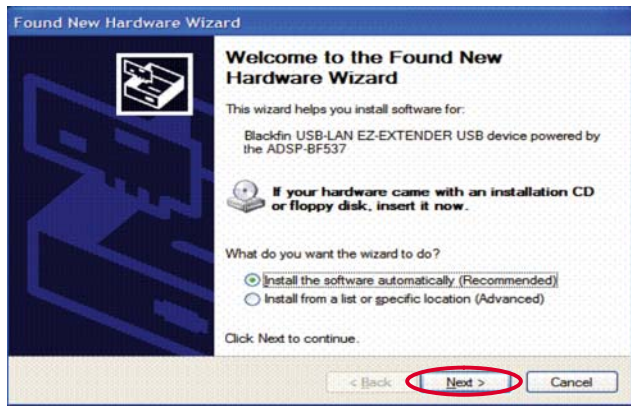 Found New Hardware Wizard
Welcome to the Found New
Hardware Wizard
This wizard helps you install software for:
Blackfin USB-LAN EZ-EXTENDER USB device powered by
the ADSP-BF537
If your hardware came with an installation CD
or floppy disk, insert it now.
What do you want the wizard to do?
Install the software automatically (Recommended)
Install from a list or specific location (Advanced)
Click Next to continue.
< Back Next > Cancel